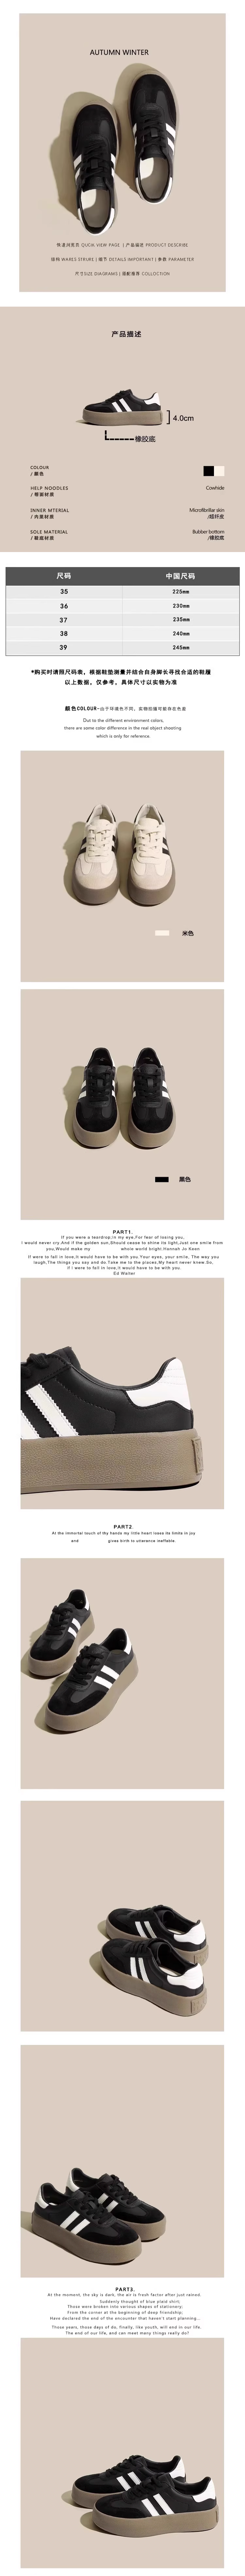 AUTUMN WINTER
快速浏览页 QUCIK VIEW PAGE | 产品描述 PRODUCT DESCRIBE
结构 WARES STRURE | 细节 DETAILS IMPORTANT | 参数 PARAMETER
尺寸SIZE DIAGRAMS | 搭配推荐 COLLOCTION
产品描述
4.0cm
橡胶底
COLOUR
/ 颜色
HELP NOODLES
/ 帮面材质
Cowhide
INNER MTERIAL
/ 内里材质
Microfibrillar skin
/超纤皮
SOLE MATERIAL
/ 鞋底材质
Bubber bottom
/橡胶底
尺码 中国尺码
35 225mm
36 230mm
37 235mm
38 240mm
39 245mm
*购买时请照尺码表，根据鞋垫测量并结合自身脚长寻找合适的鞋履
以上数据，仅参考，具体尺寸以实物为准
颜色COLOUR-由于环境色不同，实物拍摄可能存在色差
Dut to the different environment colors,
there are some color difference in the real object shooting
which is only for reference.
米色
黑色
PART1.
If you were a teardrop;In my eye,For fear of losing you,
I would never cry And if the golden sun,Should cease to shine its light,Just one smile from
you,Would make my whole world bright Hannah Jo Keen
If were to fall in love,It would have to be with you Your eyes, your smile, The way you
laugh,The things you say and do Take me to the places,My heart never knew So,
if I were to fall in love,It would have to be with you.
Ed Walter
PART2.
At the immortal touch of thy hands my little heart loses its limits in joy
and gives birth to utterance ineffable.
PART3.
At the moment, the sky is dark, the air is fresh factor after just rained.
Suddenly thought of blue plaid shirt;
Those were broken into various shapes of stationery;
From the corner at the beginning of deep friendship;
Have declared the end of the encounter that haven't start planning...
Those years, those days of do, finally, like youth, will end in our life.
The end of our life, and can meet many things really do?